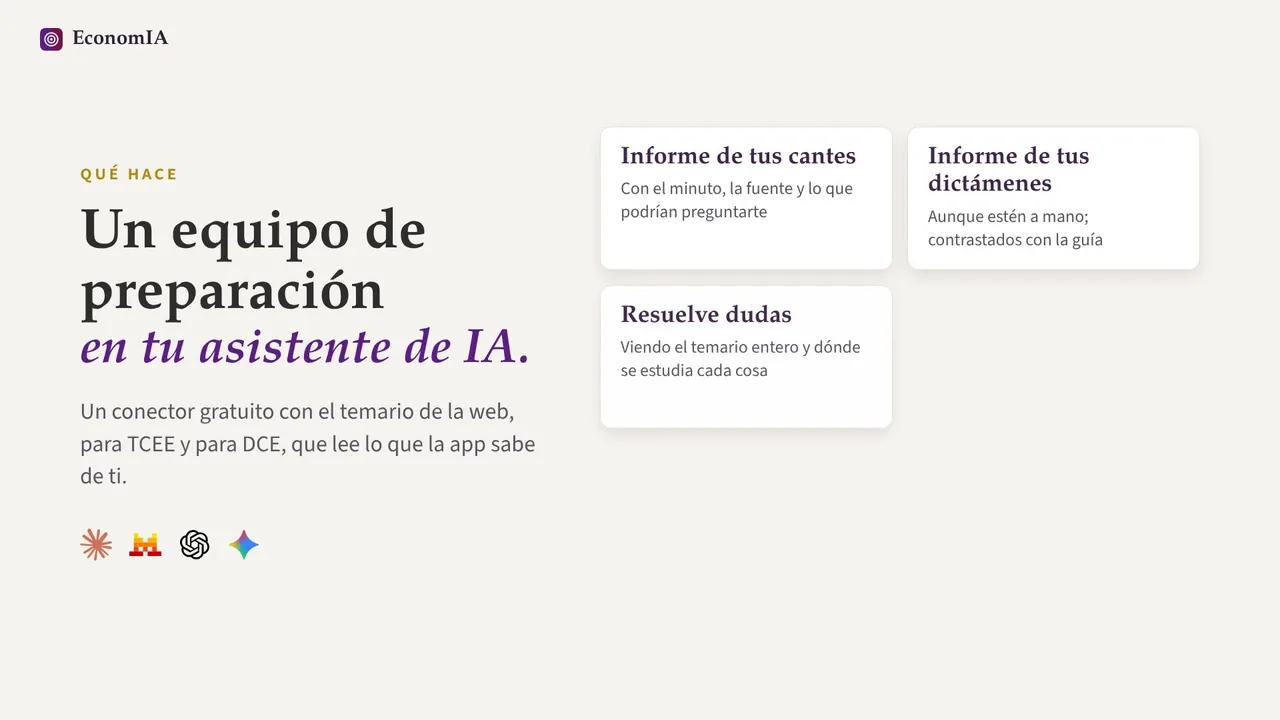 EconomIA
QUÉ HACE
Un equipo de
preparación
en tu asistente de IA.
Un conector gratuito con el temario de la web,
para TCEE y para DCE, que lee lo que la app sabe
de ti.
Informe de tus cantes
Con el minuto, la fuente y lo que
podrían preguntarte
Informe de tus
dictámenes
Aunque estén a mano;
contrastados con la guía
Resuelve dudas
Viendo el temario entero y dónde
se estudia cada cosa